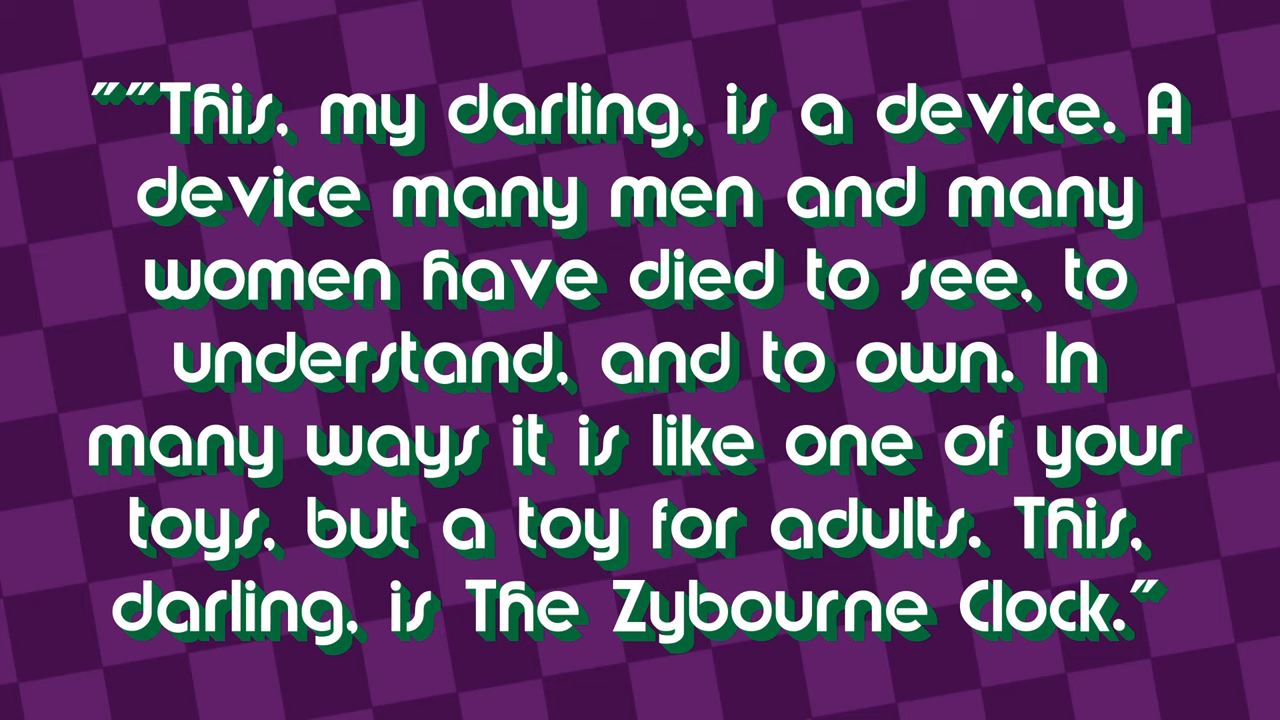 ""This, my darling, is a device. A
device many men and many
women have died to see, to
understand, and to own. In
many ways it is like one of your
toys, but a toy for adults. This,
darling, is The Zybourne Clock."